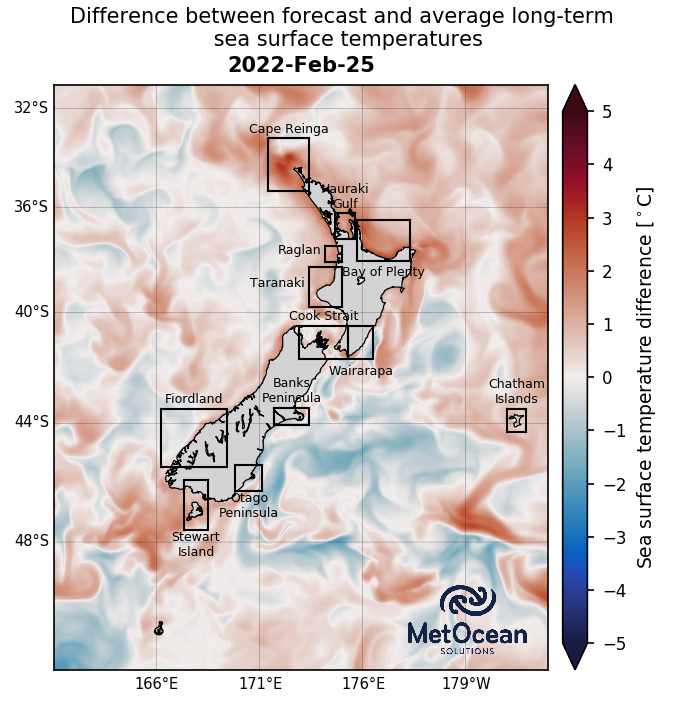 Difference between forecast and average long-term
sea surface temperatures
2022-Feb-25
32°S
36°S
40°S
44°S
48°S
166°E
171°E
176°E
179°W
Cape Reinga
Hauraki
Gulf
Raglan
Bay of Plenty
Taranaki
Cook Strait
Wairarapa
Banks
Peninsula
Fiordland
Chatham
Islands
Otago
Peninsula
Stewart
Island
MetOcean
SOLUTIONS
5
4
3
2
1
0
−1
−2
−3
−4
−5
Sea surface temperature difference [°C]